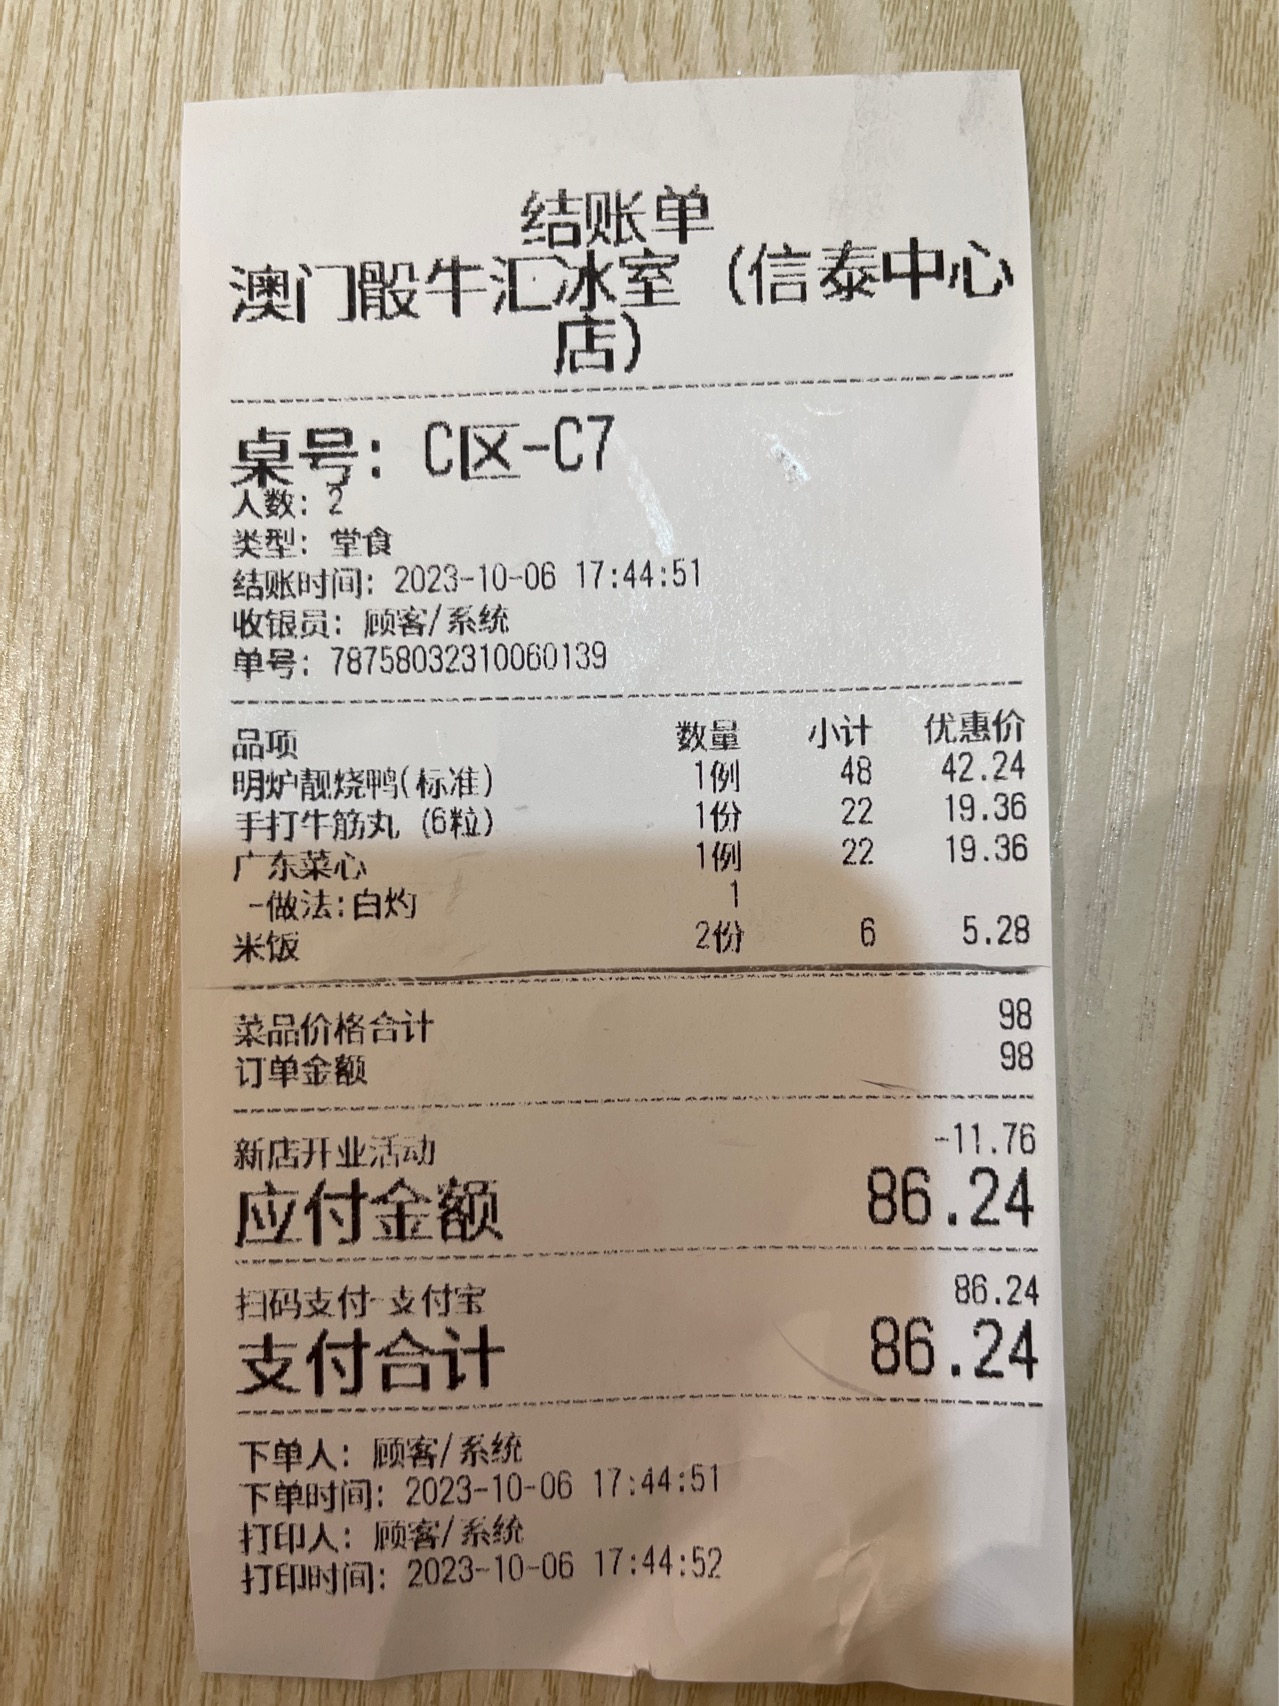 结账单
澳门骰牛汇冰室（信泰中心
店）
桌号: C区-C7
人数: 2
类型: 堂食
结账时间: 2023-10-06 17:44:51
收银员: 顾客/系统
单号: 78758032310060139
品项 数量 小计 优惠价
明炉靓烧鸭(标准) 1例 48 42.24
手打牛筋丸 (6粒) 1份 22 19.36
广东菜心 1例 22 19.36
-做法:白灼 1
米饭 2份 6 5.28
菜品价格合计 98
订单金额 98
新店开业活动 -11.76
应付金额 86.24
扫码支付-支付宝 86.24
支付合计 86.24
下单人: 顾客/系统
下单时间: 2023-10-06 17:44:51
打印人: 顾客/系统
打印时间: 2023-10-06 17:44:52